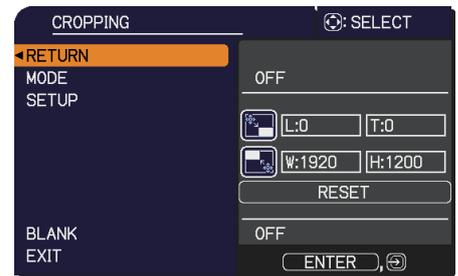 CROPPING : SELECT
RETURN
MODE OFF
SETUP
L:0 T:0
W:1920 H:1200
RESET
BLANK OFF
EXIT ENTER ,